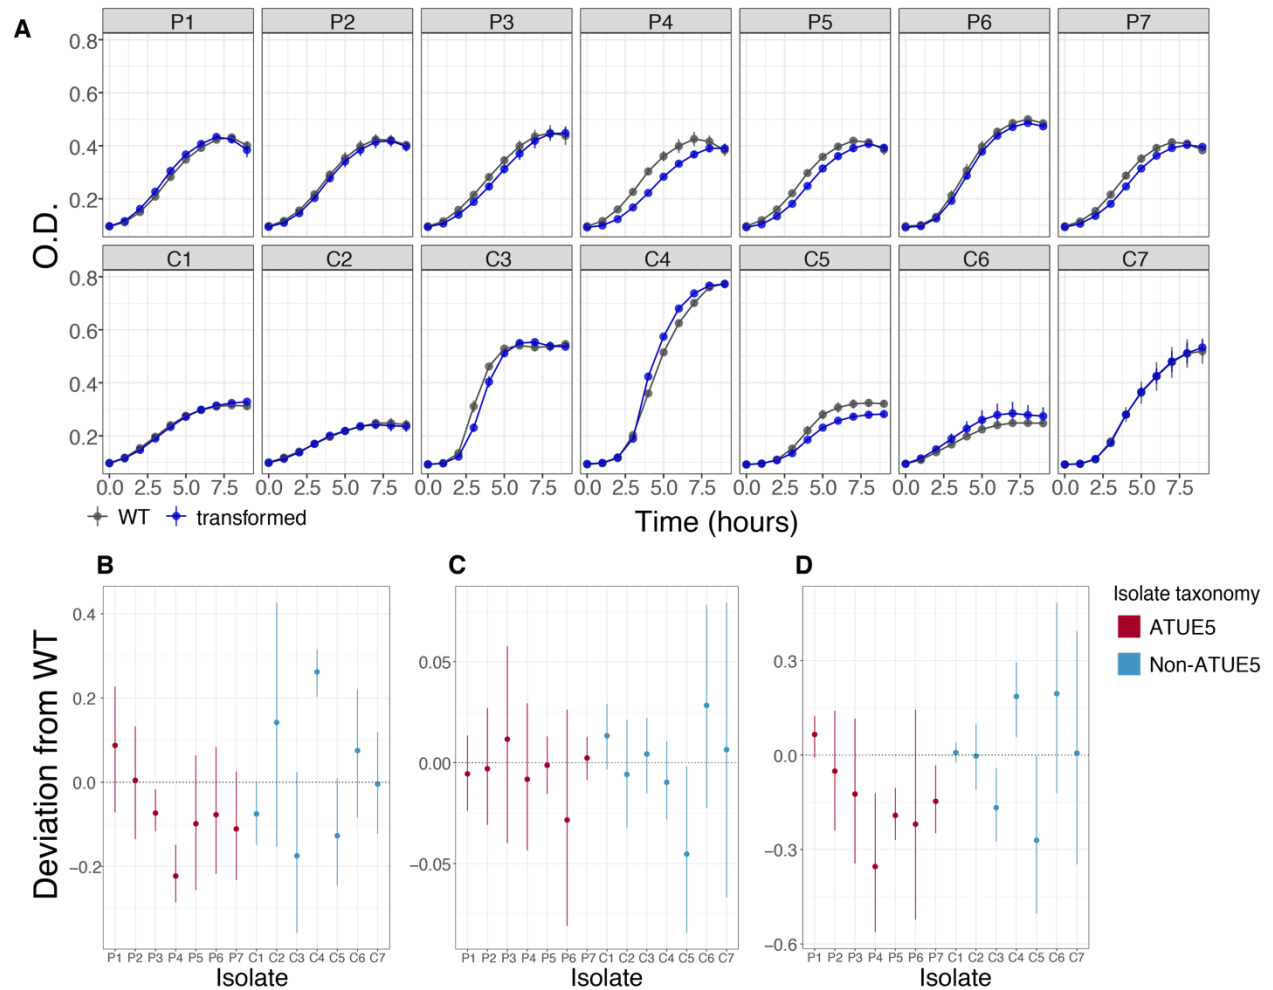 A
P1 P2 P3 P4 P5 P6 P7
0.8
0.6
0.4
0.2
O.D.
C1 C2 C3 C4 C5 C6 C7
0.8
0.6
0.4
0.2
0.0 2.5 5.0 7.5 0.0 2.5 5.0 7.5 0.0 2.5 5.0 7.5 0.0 2.5 5.0 7.5 0.0 2.5 5.0 7.5 0.0 2.5 5.0 7.5 0.0 2.5 5.0 7.5
WT transformed
Time (hours)
B
C
D
Deviation from WT
0.4
0.2
0.0
−0.2
P1 P2 P3 P4 P5 P6 P7 C1 C2 C3 C4 C5 C6 C7
Isolate
0.05
0.00
−0.05
P1 P2 P3 P4 P5 P6 P7 C1 C2 C3 C4 C5 C6 C7
Isolate
0.3
0.0
−0.3
−0.6
P1 P2 P3 P4 P5 P6 P7 C1 C2 C3 C4 C5 C6 C7
Isolate
Isolate taxonomy
ATUE5
Non-ATUE5